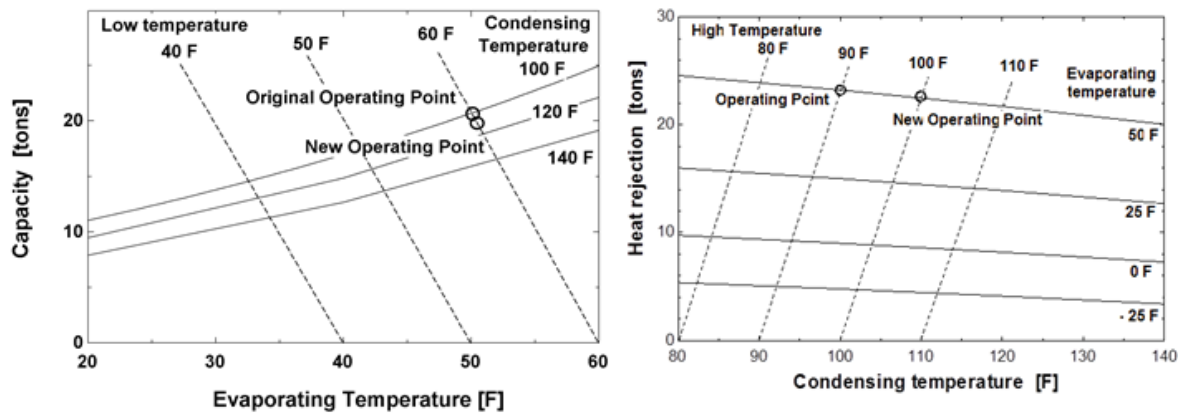 Low temperature
40 F
50 F
60 F
Condensing
Temperature
100 F
Original Operating Point
120 F
New Operating Point
140 F
Capacity [tons]
20
10
0
20
30
40
50
60
Evaporating Temperature [F]
30
High Temperature
80 F
90 F
100 F
110 F
Evaporating
temperature
Operating Point
New Operating Point
50 F
25 F
0 F
- 25 F
Heat rejection [tons]
20
10
0
80
90
100
110
120
130
140
Condensing temperature [F]